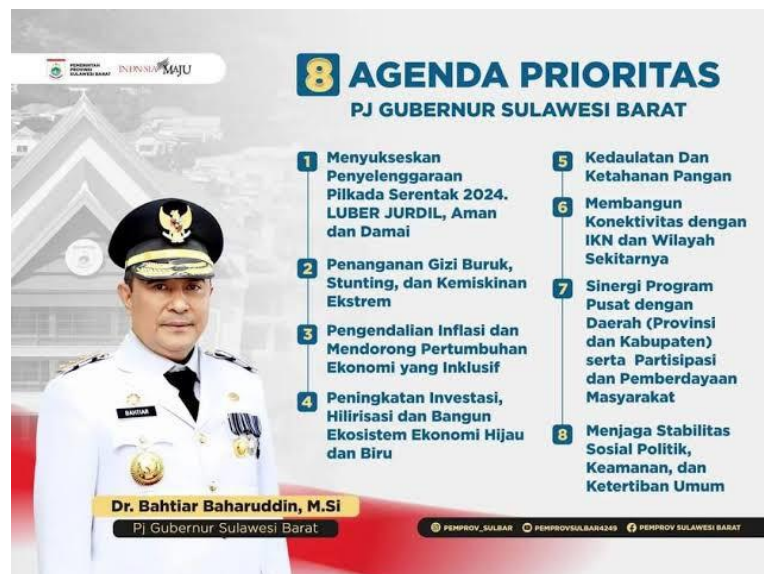 PEMERINTAH
PROVINSI
SULAWESI BARAT
INDONESIA MAJU
8 AGENDA PRIORITAS
PJ GUBERNUR SULAWESI BARAT
1 Menyukseskan
Penyelenggaraan
Pilkada Serentak 2024.
LUBER JURDIL, Aman
dan Damai
2 Penanganan Gizi Buruk,
Stunting, dan Kemiskinan
Ekstrem
3 Pengendalian Inflasi dan
Mendorong Pertumbuhan
Ekonomi yang Inklusif
4 Peningkatan Investasi,
Hilirisasi dan Bangun
Ekosistem Ekonomi Hijau
dan Biru
5 Kedaulatan Dan
Ketahanan Pangan
6 Membangun
Konektivitas dengan
IKN dan Wilayah
Sekitarnya
7 Sinergi Program
Pusat dengan
Daerah (Provinsi
dan Kabupaten)
serta Partisipasi
dan Pemberdayaan
Masyarakat
8 Menjaga Stabilitas
Sosial Politik,
Keamanan, dan
Ketertiban Umum
BAHTIAR
Dr. Bahtiar Baharuddin, M.Si
Pj Gubernur Sulawesi Barat
PEMPROV_SULBAR PEMPROVSULBAR4249 PEMPROV SULAWESI BARAT